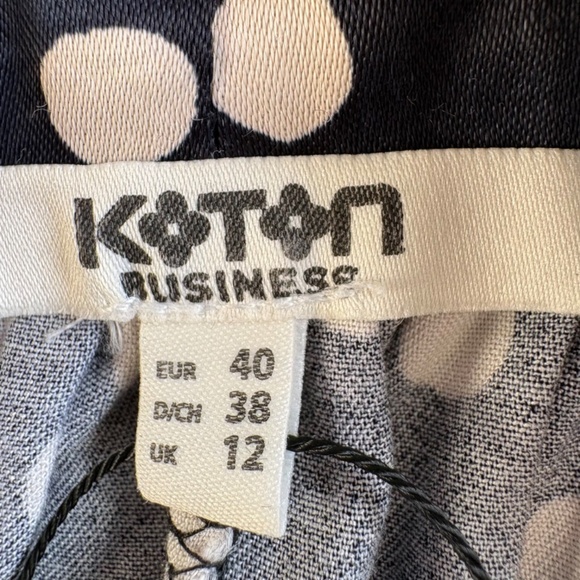 KOTON
BUSINESS
EUR 40
D/CH 38
UK 12